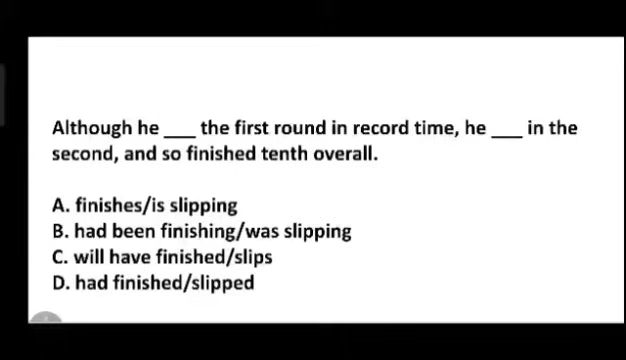 Although he ___ the first round in record time, he ___ in the
second, and so finished tenth overall.
A. finishes/is slipping
B. had been finishing/was slipping
C. will have finished/slips
D. had finished/slipped